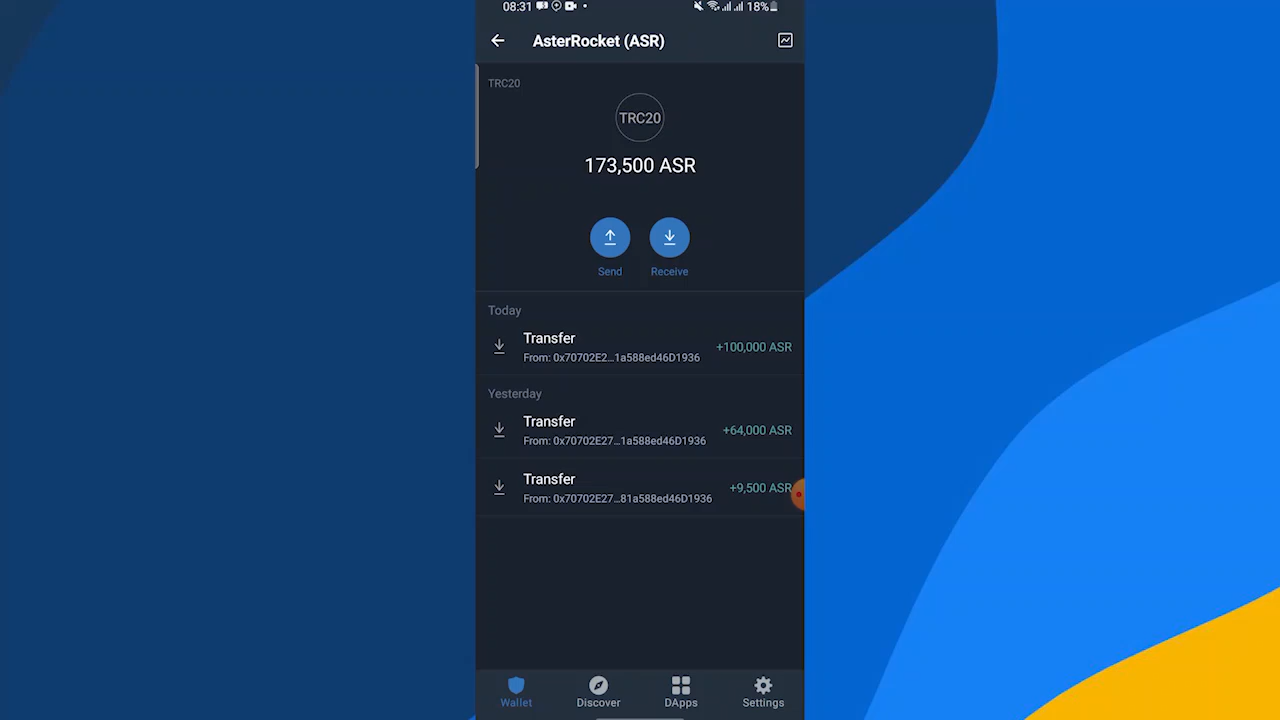 08:31
18%
AsterRocket (ASR)
TRC20
TRC20
173,500 ASR
Send
Receive
Today
Transfer
+100,000 ASR
From: 0x70702E2...1a588ed46D1936
Yesterday
Transfer
+64,000 ASR
From: 0x70702E27...1a588ed46D1936
Transfer
+9,500 ASR
From: 0x70702E27...81a588ed46D1936
Wallet
Discover
DApps
Settings